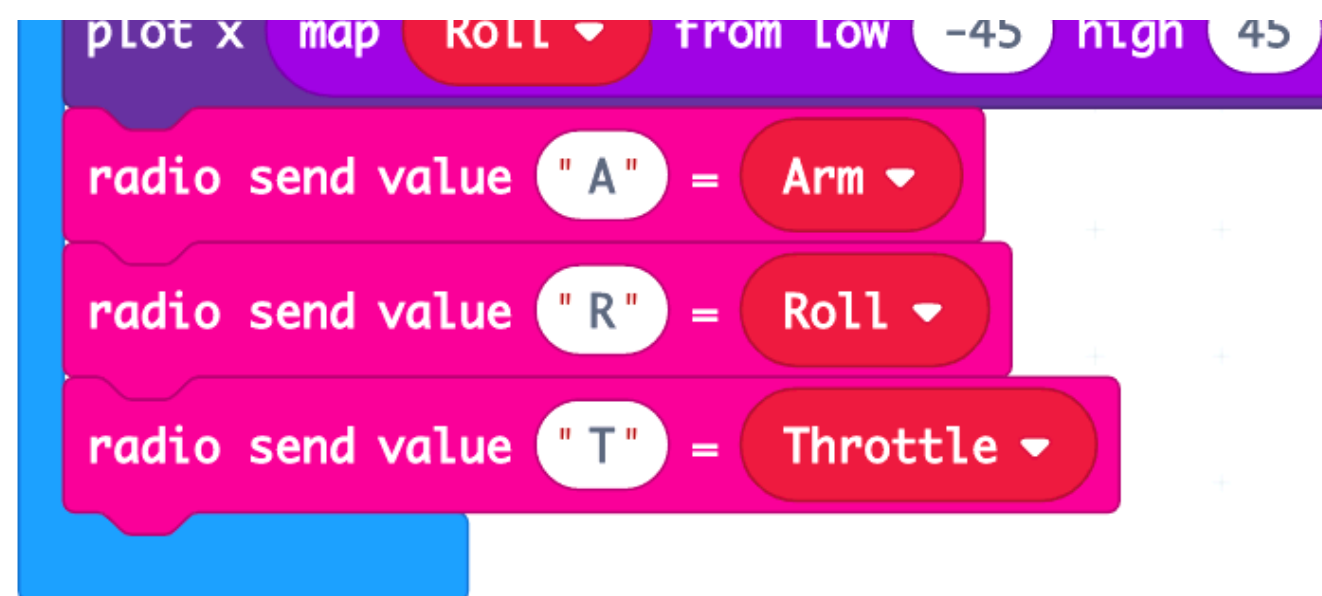 plot x map Roll from low -45 high 45
radio send value "A" = Arm
radio send value "R" = Roll
radio send value "T" = Throttle